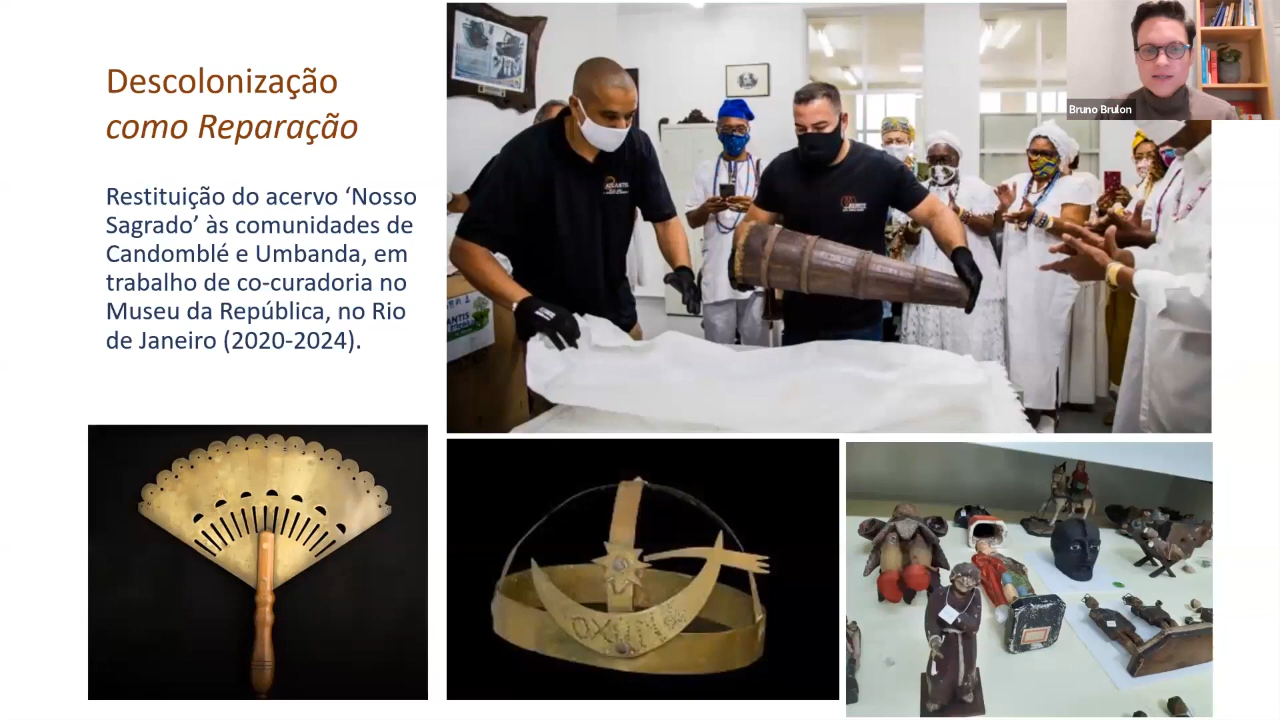 Descolonização
como Reparação
Restituição do acervo ‘Nosso
Sagrado’ às comunidades de
Candomblé e Umbanda, em
trabalho de co-curadoria no
Museu da República, no Rio
de Janeiro (2020-2024).
Bruno Brulon